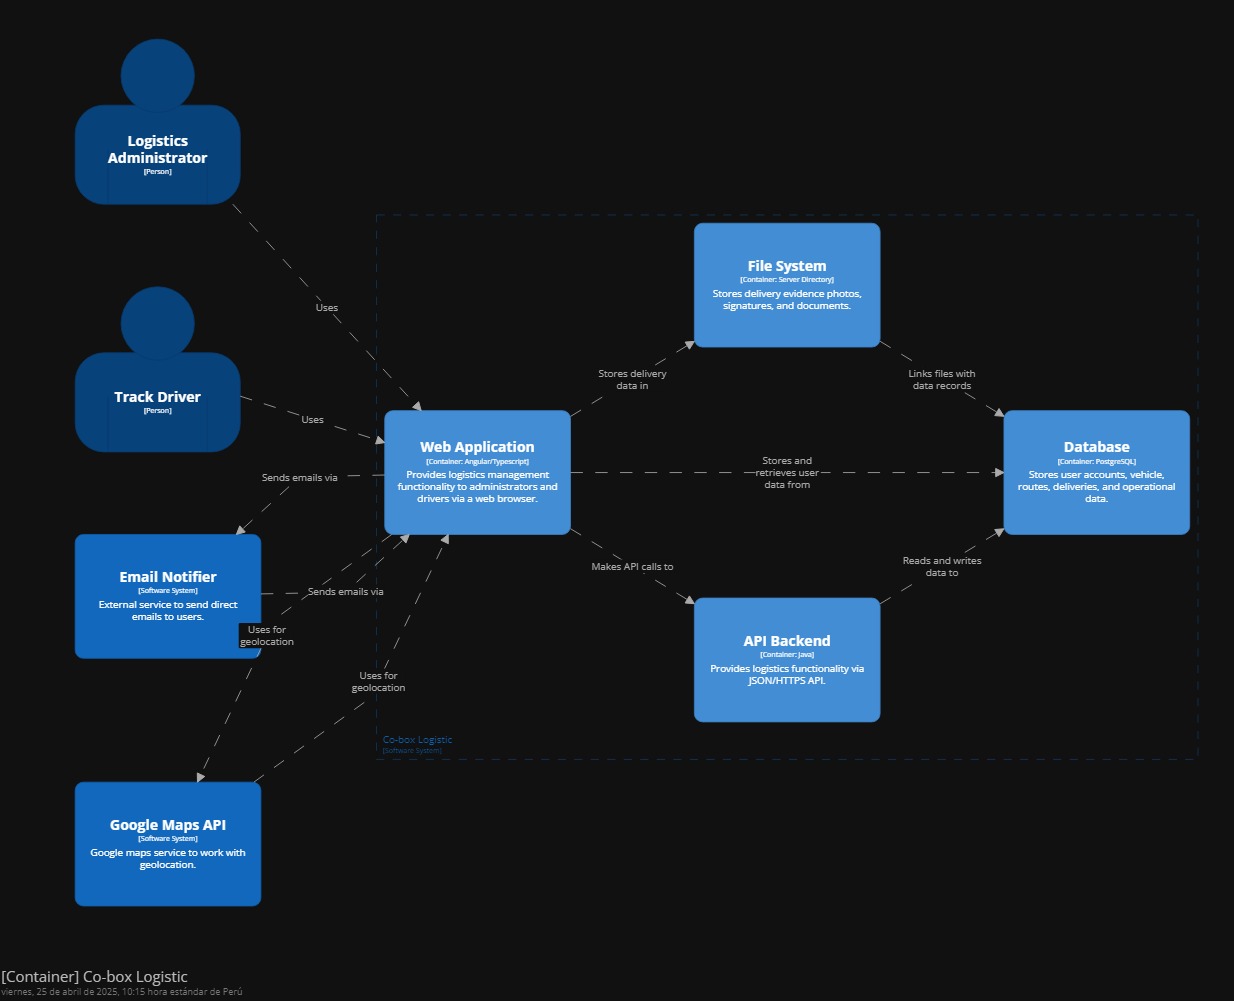 Logistics
Administrator
[Person]
Uses
Track Driver
[Person]
Uses
Sends emails via
Email Notifier
[Software System]
External service to send direct
emails to users.
Sends emails via
Uses for
geolocation
Uses for
geolocation
Google Maps API
[Software System]
Google maps service to work with
geolocation.
Web Application
[Container: Angular/Typescript]
Provides logistics management
functionality to administrators and
drivers via a web browser.
Stores delivery
data in
File System
[Container: Server Directory]
Stores delivery evidence photos,
signatures, and documents.
Links files with
data records
Stores and
retrieves user
data from
Database
[Container: PostgreSQL]
Stores user accounts, vehicle,
routes, deliveries, and operational
data.
Makes API calls to
API Backend
[Container: Java]
Provides logistics functionality via
JSON/HTTPS API.
Reads and writes
data to
Co-box Logistic
[Software System]
[Container] Co-box Logistic
viernes, 25 de abril de 2025, 10:15 hora estándar de Perú